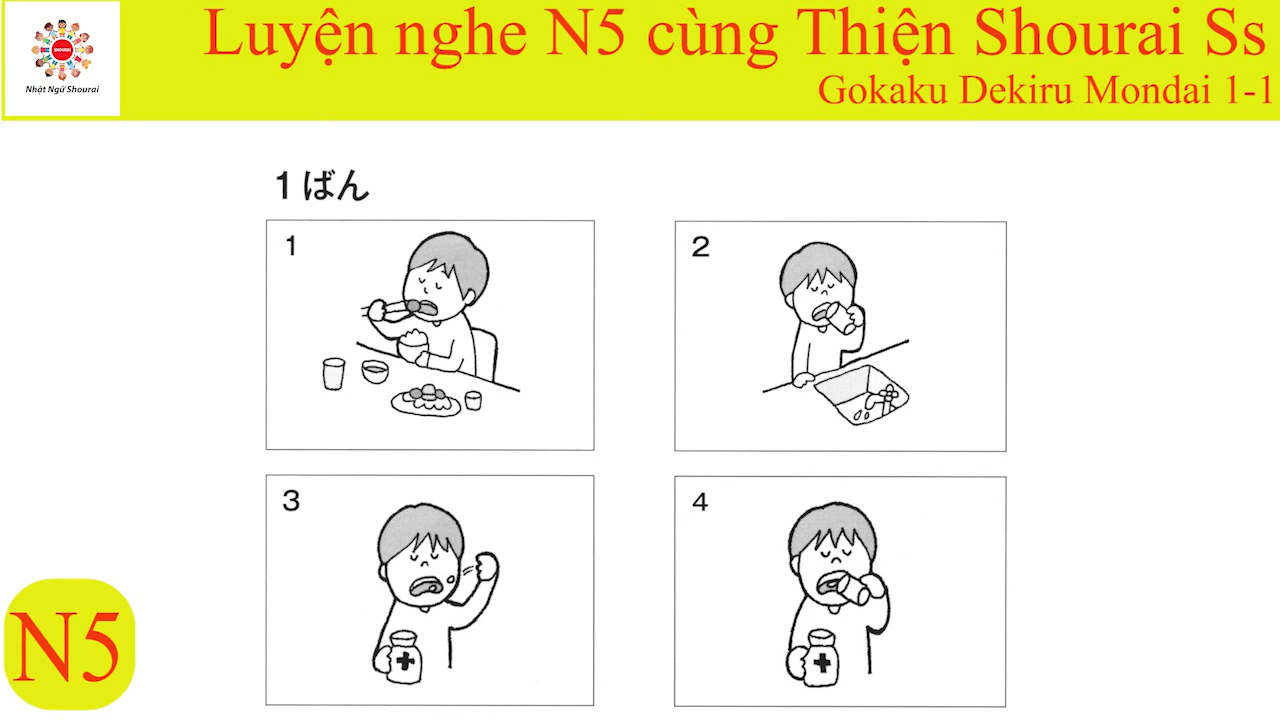 Luyện nghe N5 cùng Thiện Shourai Ss
Gokaku Dekiru Mondai 1-1
SHOURAI
Nhật Ngữ Shourai
1 ばん
1
2
3
4
N5